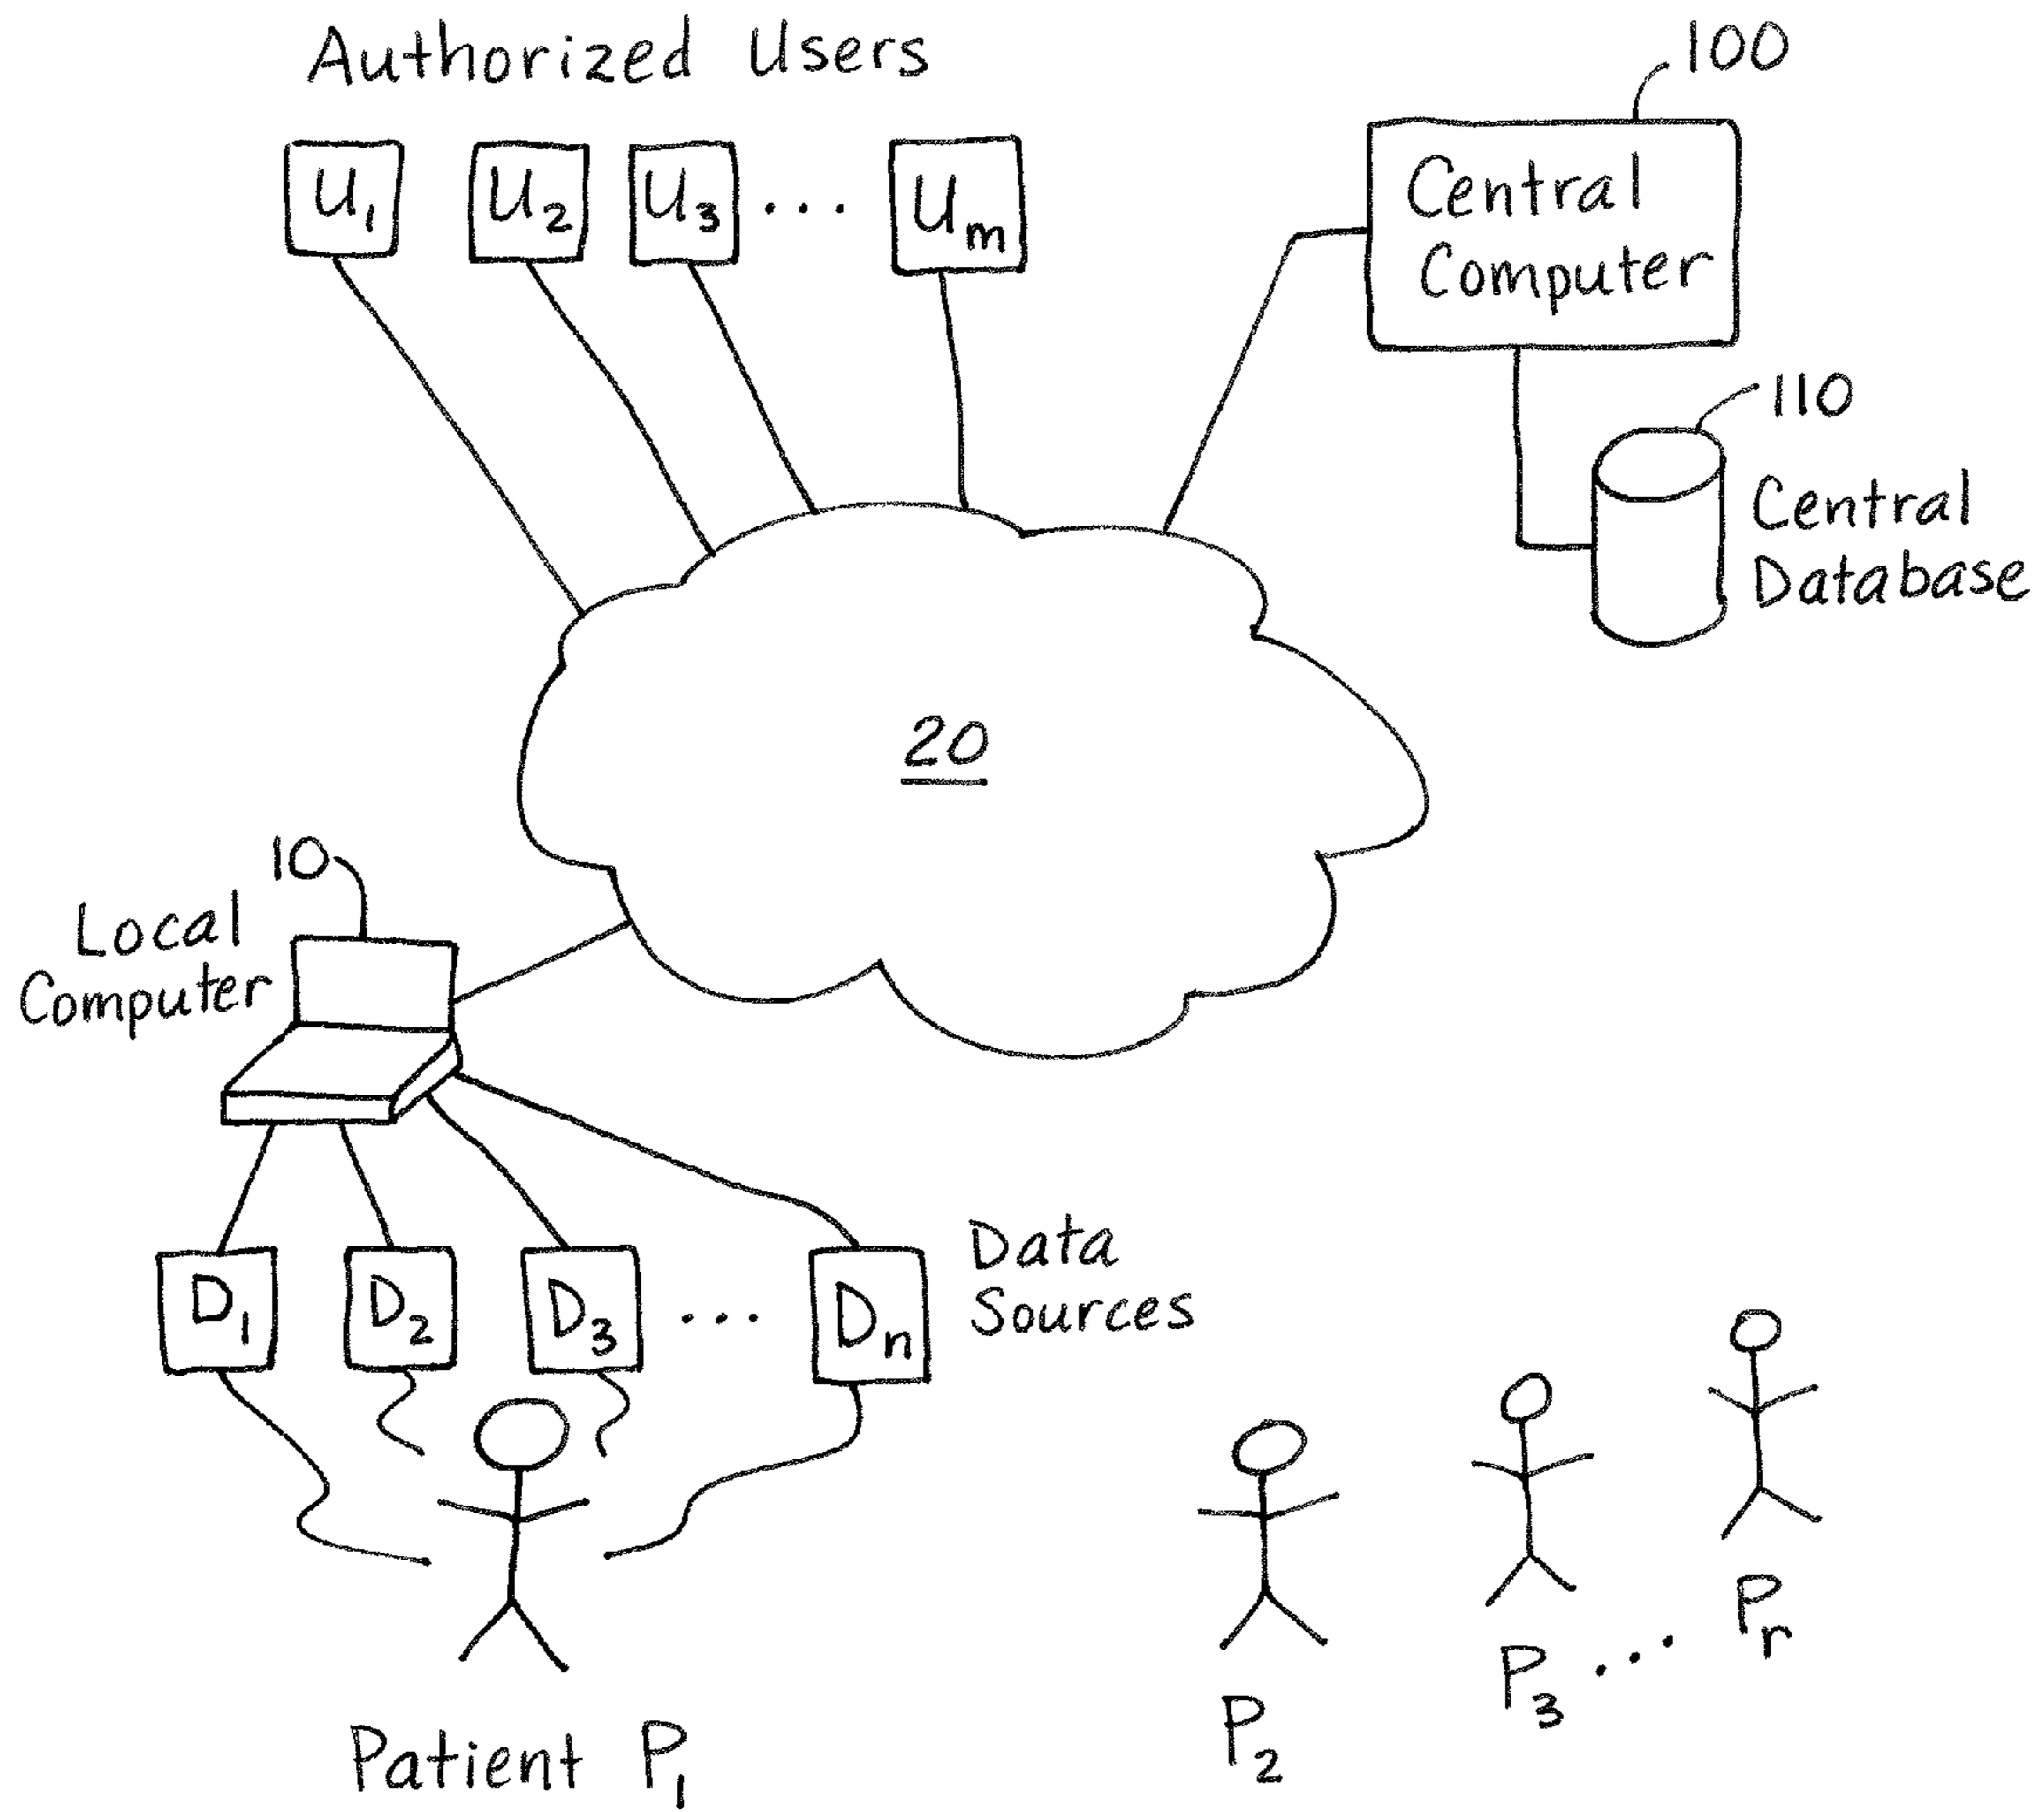 Authorized Users
100
U₁ U₂ U₃ ... Uₘ
Central
Computer
110
Central
Database
20
10
Local
Computer
D₁ D₂ D₃ ... Dₙ
Data
Sources
Patient P₁
P₂
P₃ ... Pᵣ